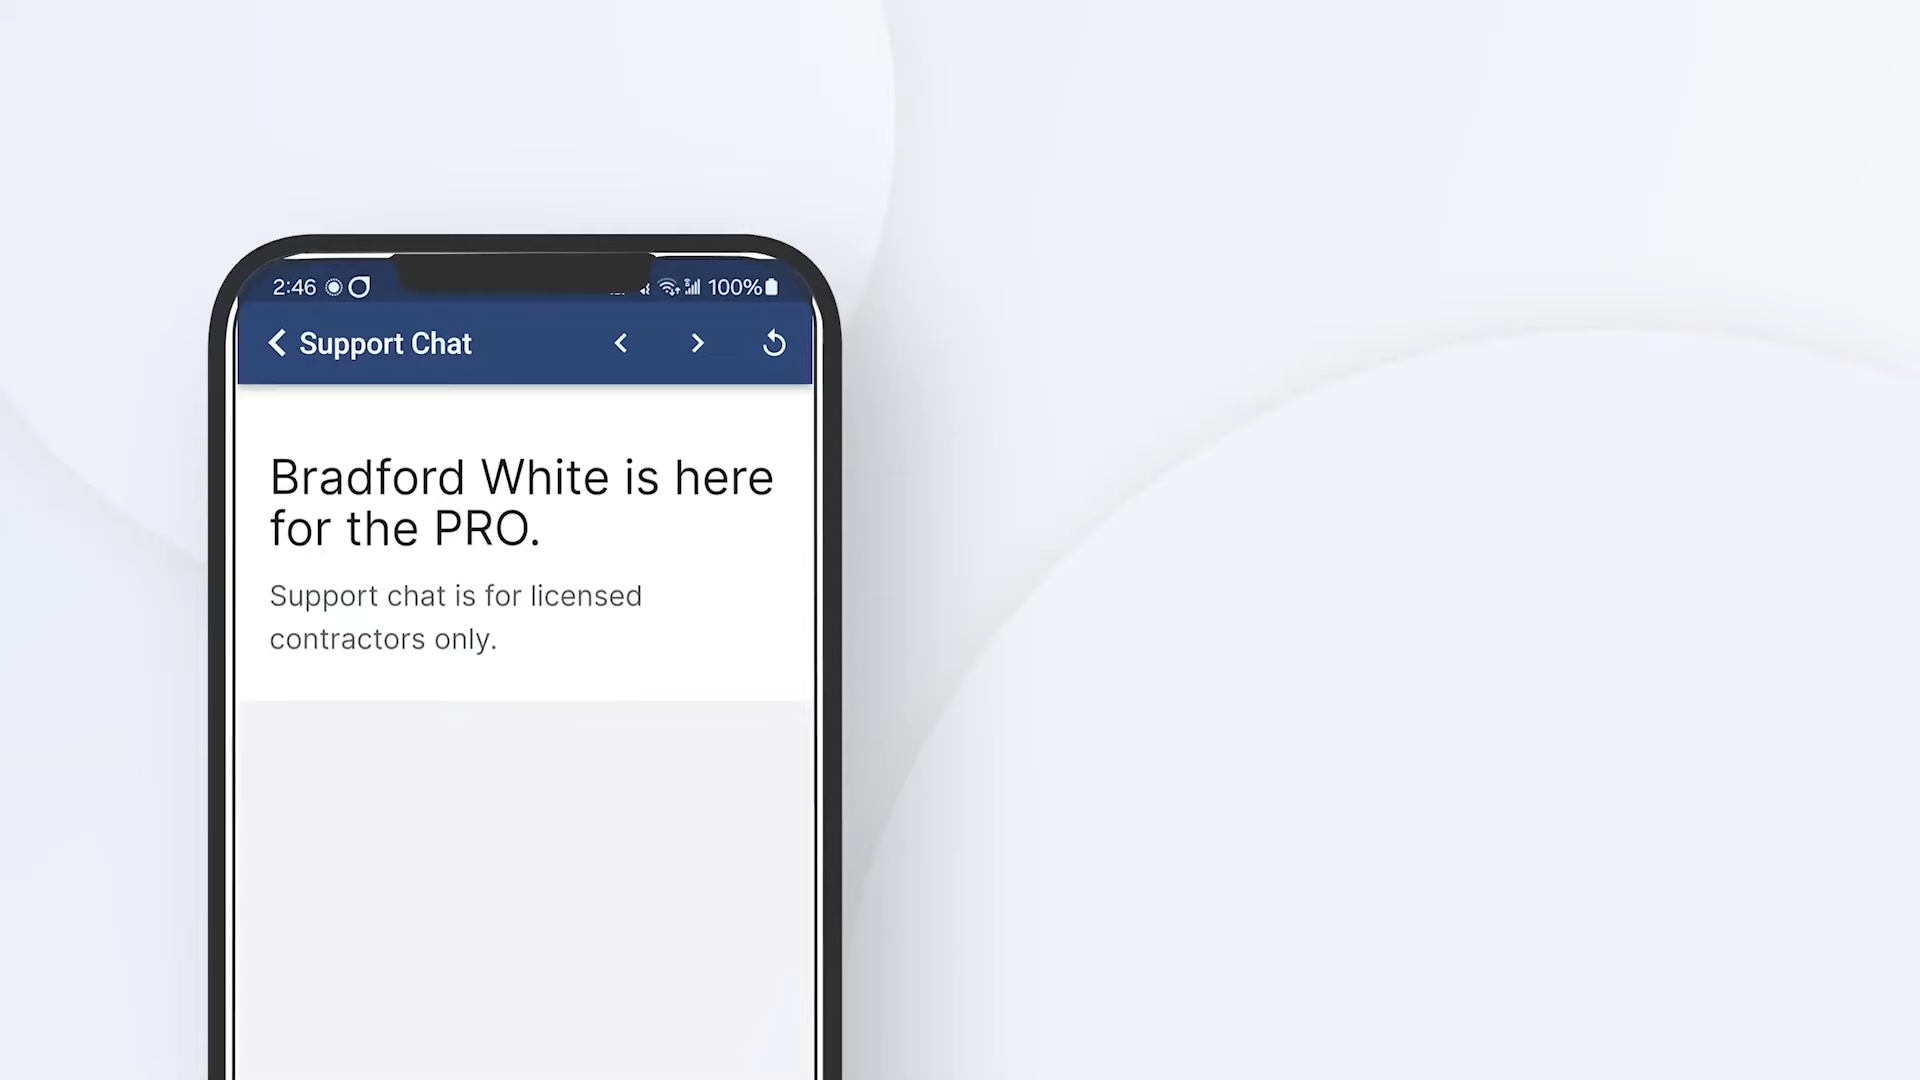 2:46 100%
Support Chat
Bradford White is here
for the PRO.
Support chat is for licensed
contractors only.